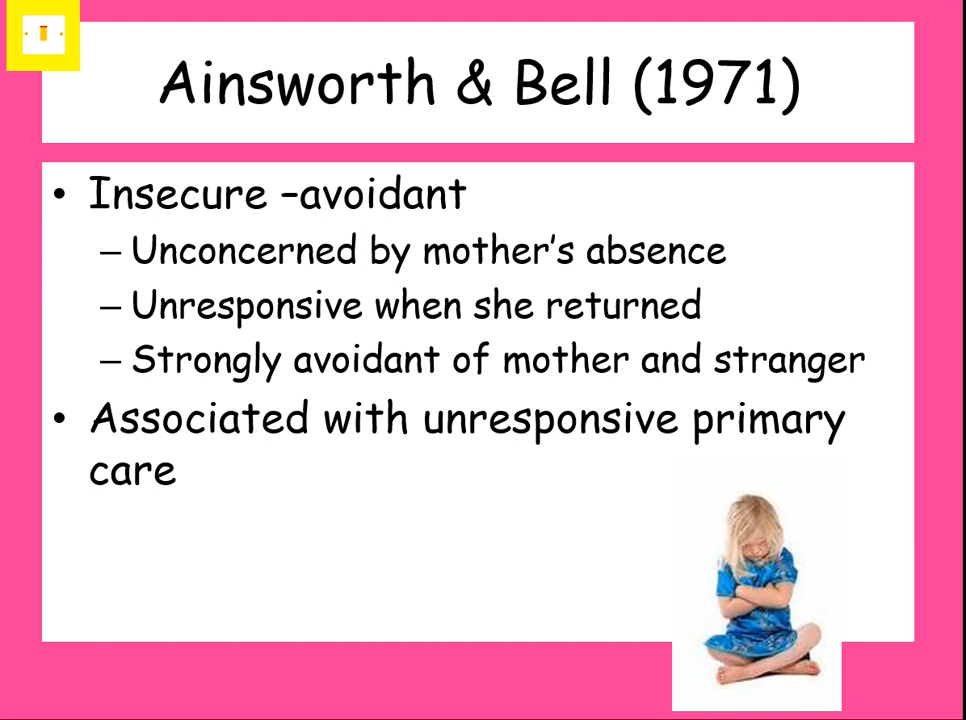 Ainsworth & Bell (1971)
• Insecure –avoidant
– Unconcerned by mother’s absence
– Unresponsive when she returned
– Strongly avoidant of mother and stranger
• Associated with unresponsive primary
care